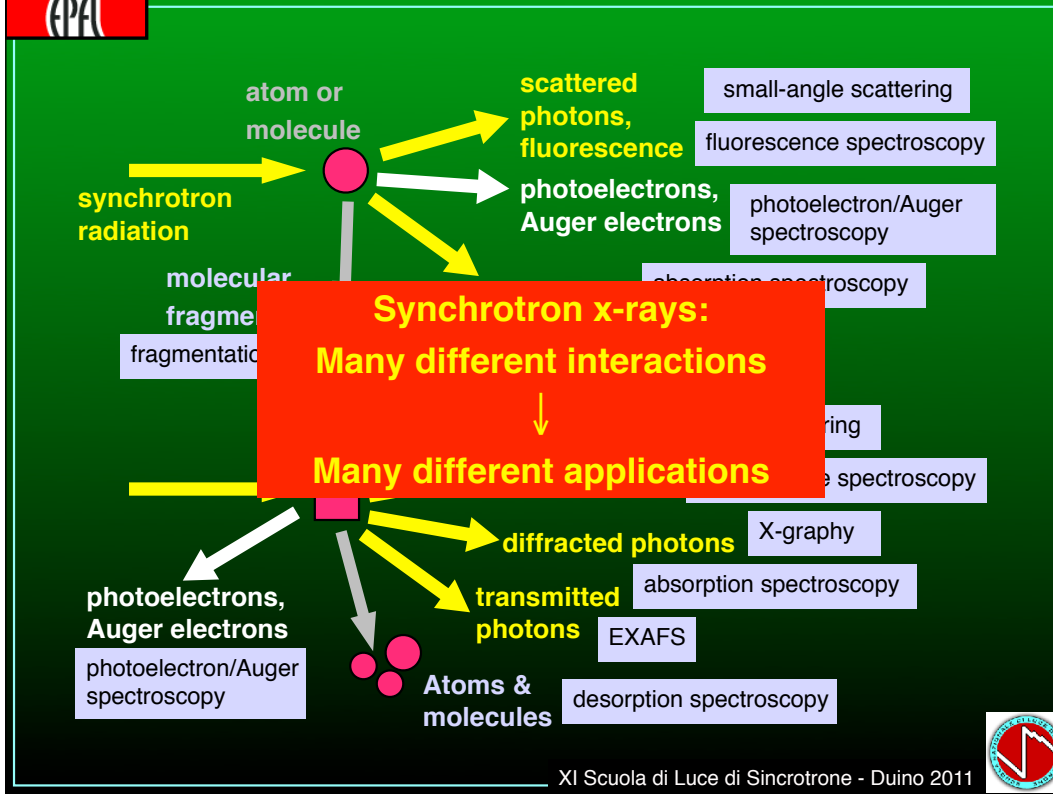 EPFL
atom or
molecule
scattered
photons,
fluorescence
small-angle scattering
fluorescence spectroscopy
synchrotron
radiation
photoelectrons,
Auger electrons
photoelectron/Auger
spectroscopy
molecular
absorption spectroscopy
Synchrotron x-rays:
Many different interactions
↓
Many different applications
spectroscopy
diffracted photons
X-graphy
transmitted
photons
absorption spectroscopy
EXAFS
photoelectrons,
Auger electrons
photoelectron/Auger
spectroscopy
Atoms &
molecules
desorption spectroscopy
XI Scuola di Luce di Sincrotrone - Duino 2011